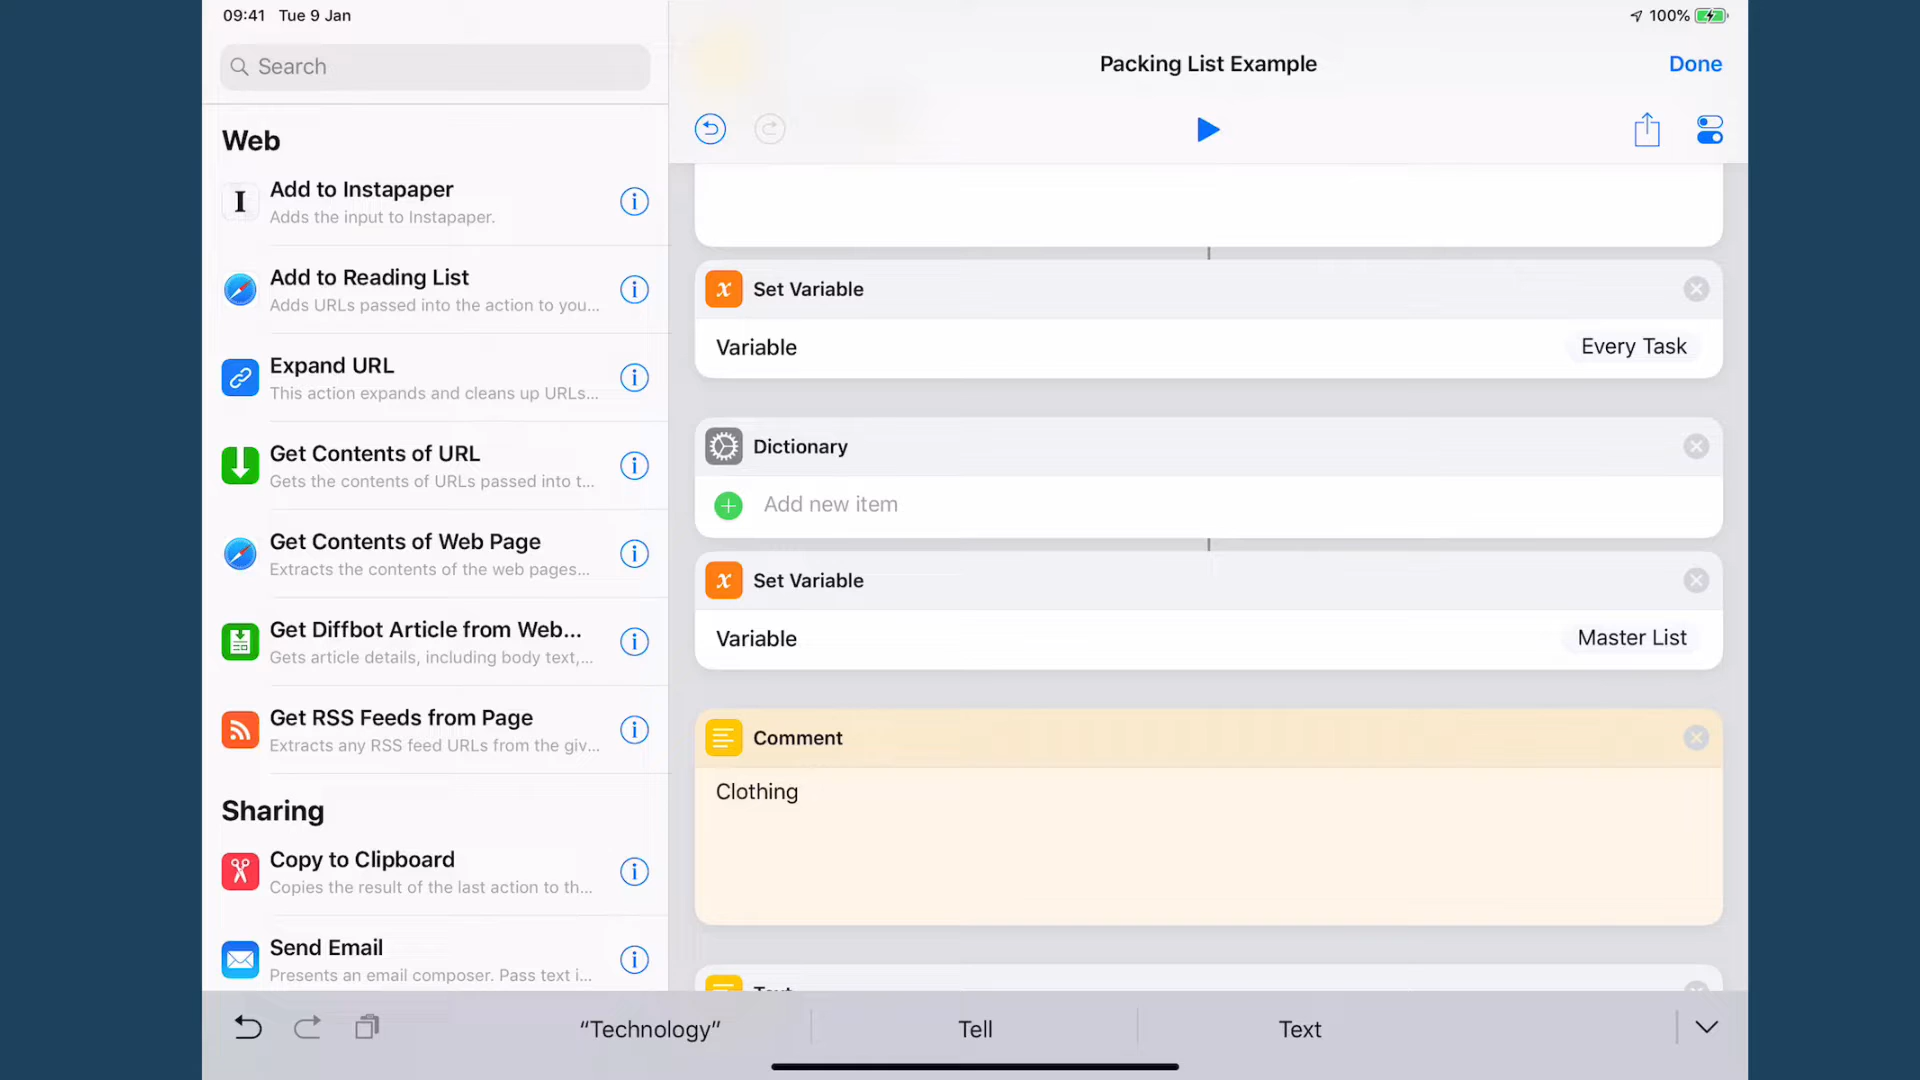 09:41 Tue 9 Jan
100%
Search
Packing List Example
Done
Web
Add to Instapaper
Adds the input to Instapaper.
Add to Reading List
Adds URLs passed into the action to you...
Expand URL
This action expands and cleans up URLs...
Get Contents of URL
Gets the contents of URLs passed into t...
Get Contents of Web Page
Extracts the contents of the web pages...
Get Diffbot Article from Web...
Gets article details, including body text,...
Get RSS Feeds from Page
Extracts any RSS feed URLs from the giv...
Sharing
Copy to Clipboard
Copies the result of the last action to th...
Send Email
Presents an email composer. Pass text i...
Set Variable
Variable
Every Task
Dictionary
Add new item
Set Variable
Variable
Master List
Comment
Clothing
Text
“Technology”
Tell
Text